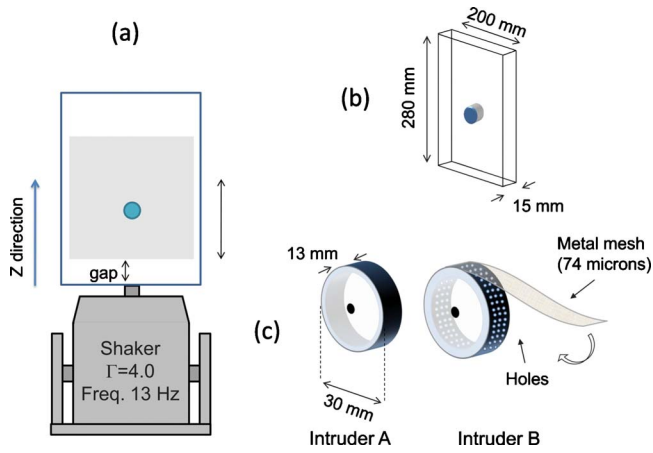 (a)
Z direction
gap
Shaker
Γ=4.0
Freq. 13 Hz
200 mm
(b)
280 mm
15 mm
13 mm
Metal mesh
(74 microns)
(c)
Holes
30 mm
Intruder A
Intruder B